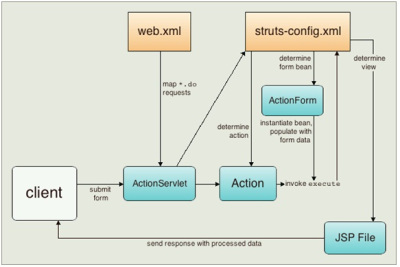 web.xml
struts-config.xml
map *.do
requests
determine
form bean
determine
view
ActionForm
determine
action
instantiate bean,
populate with
form data
client
submit
form
ActionServlet
Action
invoke execute
JSP File
send response with processed data